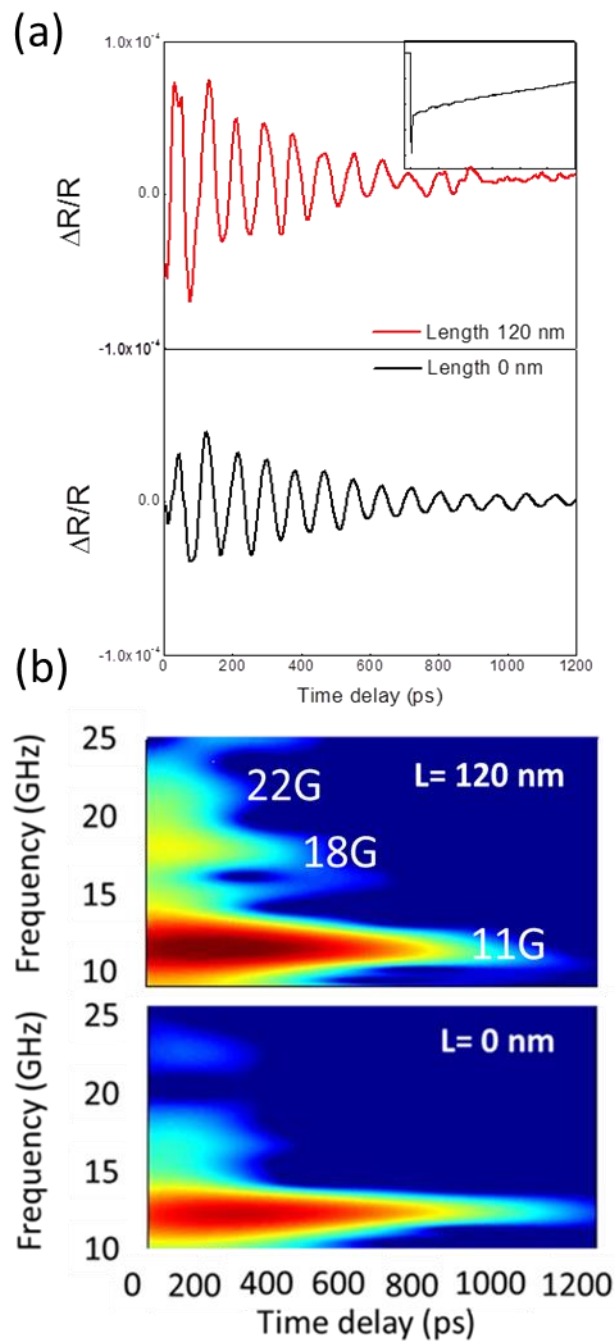 (a)
1.0x10⁻⁴
ΔR/R
0.0
Length 120 nm
-1.0x10⁻⁴
Length 0 nm
ΔR/R
0.0
-1.0x10⁻⁴
0 200 400 600 800 1000 1200
Time delay (ps)
(b)
Frequency (GHz)
25
20
15
10
L= 120 nm
22G
18G
11G
Frequency (GHz)
25
20
15
10
L= 0 nm
0 200 400 600 800 1000 1200
Time delay (ps)